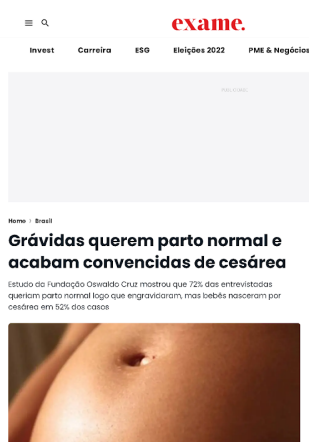 exame.
Invest Carreira ESG Eleições 2022 PME & Negócios
Home > Brasil
Grávidas querem parto normal e
acabam convencidas de cesárea
Estudo da Fundação Oswaldo Cruz mostrou que 72% das entrevistadas
queriam parto normal logo que engravidaram, mas bebês nasceram por
cesárea em 52% dos casos